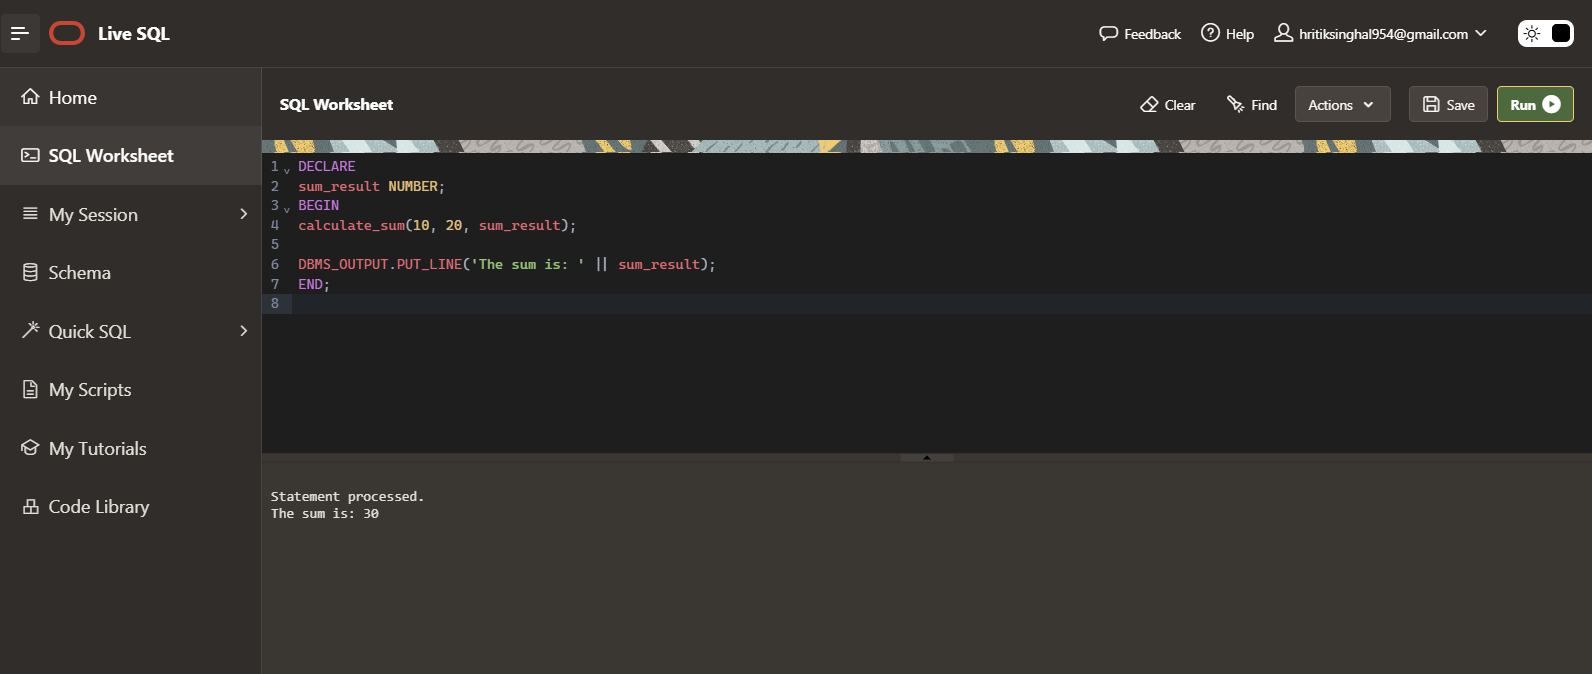 Live SQL
Feedback
Help
hritiksinghal954@gmail.com
Home
SQL Worksheet
My Session
Schema
Quick SQL
My Scripts
My Tutorials
Code Library
SQL Worksheet
Clear
Find
Actions
Save
Run
1 DECLARE
2 sum_result NUMBER;
3 BEGIN
4 calculate_sum(10, 20, sum_result);
5
6 DBMS_OUTPUT.PUT_LINE('The sum is: ' || sum_result);
7 END;
8
Statement processed.
The sum is: 30